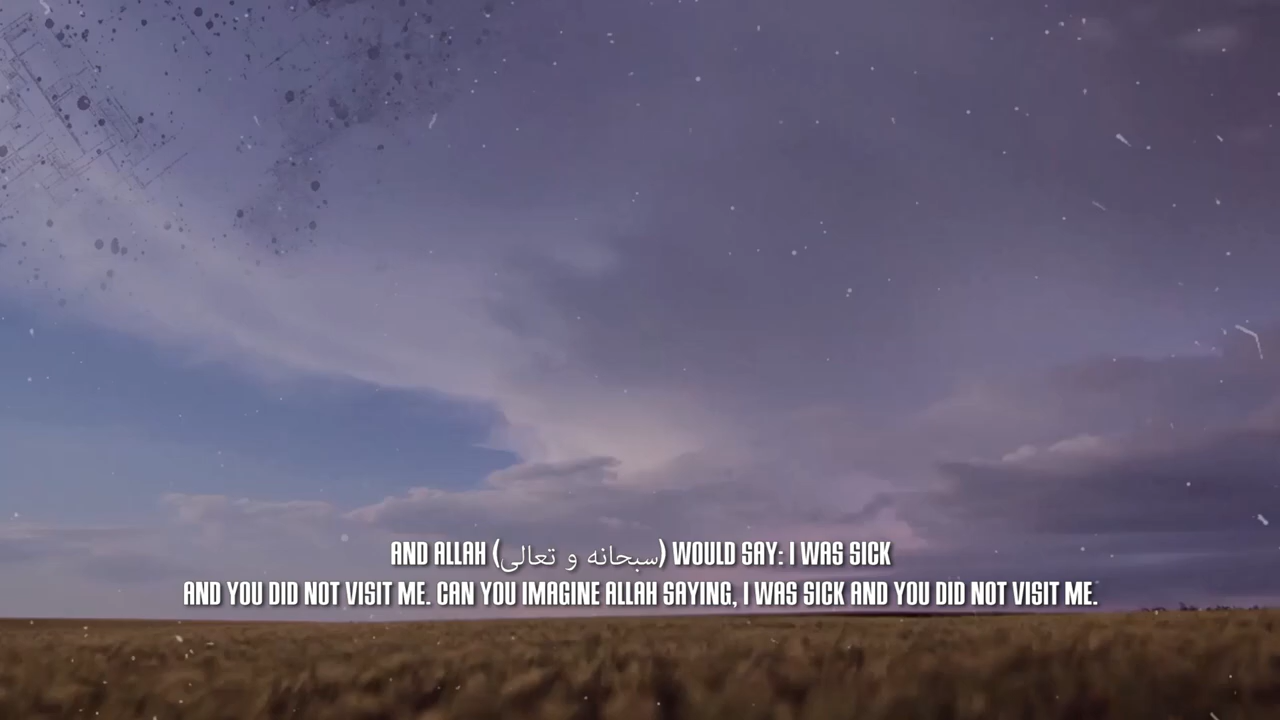 AND ALLAH (سبحانه و تعالى) WOULD SAY: I WAS SICK
AND YOU DID NOT VISIT ME. CAN YOU IMAGINE ALLAH SAYING, I WAS SICK AND YOU DID NOT VISIT ME.